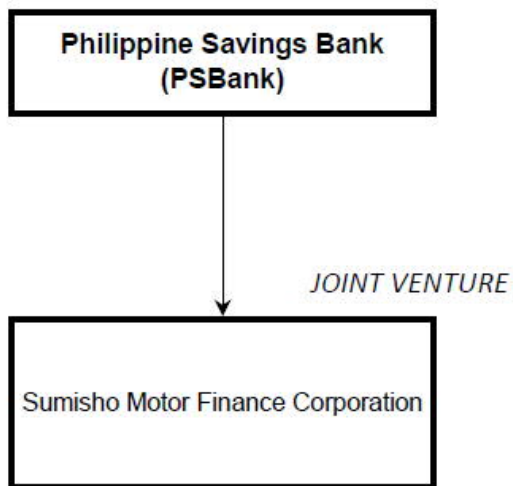 Philippine Savings Bank
(PSBank)
JOINT VENTURE
Sumisho Motor Finance Corporation